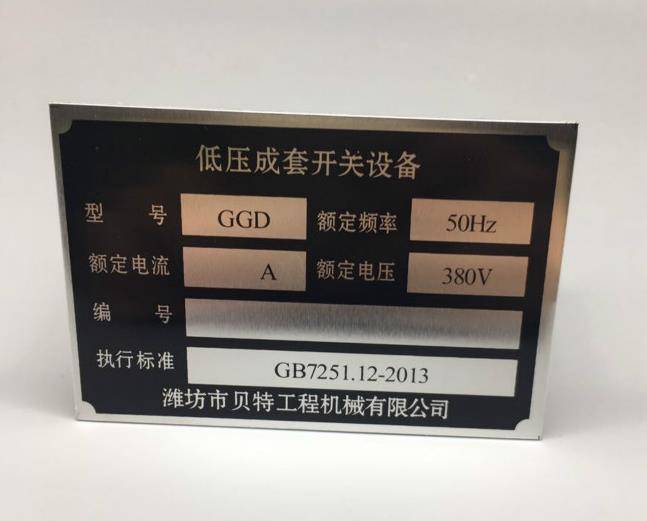 低压成套开关设备
型 号 GGD 额定频率 50Hz
额定电流 A 额定电压 380V
编 号
执行标准 GB7251.12-2013
潍坊市贝特工程机械有限公司